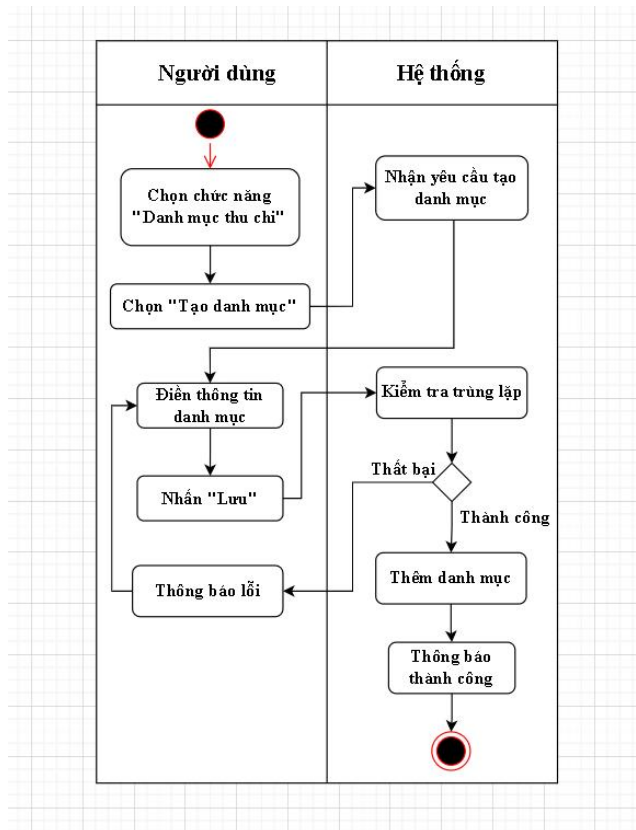 Người dùng
Hệ thống
Chọn chức năng
"Danh mục thu chi"
Nhận yêu cầu tạo
danh mục
Chọn "Tạo danh mục"
Điền thông tin
danh mục
Kiểm tra trùng lặp
Nhấn "Lưu"
Thất bại
Thành công
Thông báo lỗi
Thêm danh mục
Thông báo
thành công